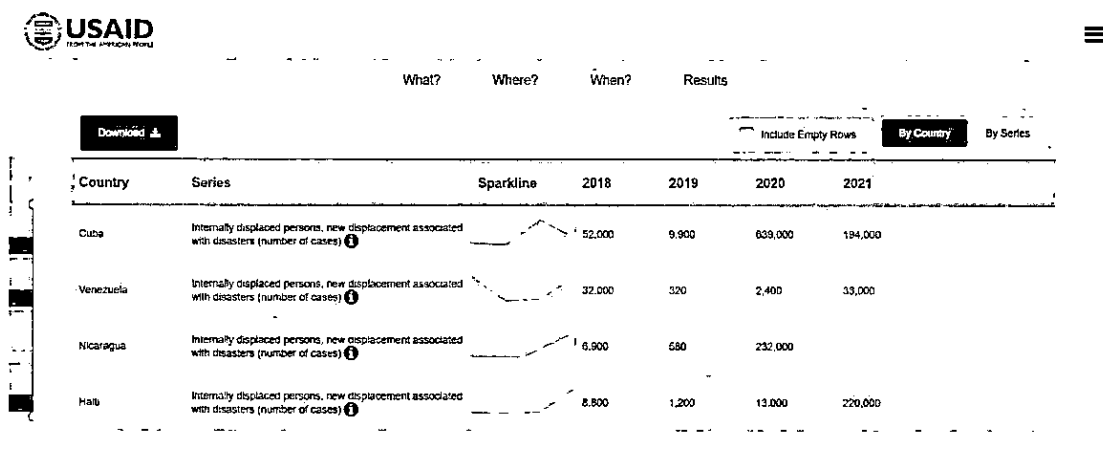 USAID
FROM THE AMERICAN PEOPLE
What? Where? When? Results
Download Include Empty Rows By Country By Series
Country Series Sparkline 2018 2019 2020 2021
Cuba Internally displaced persons, new displacement associated with disasters (number of cases) 52,000 9,900 639,000 194,000
Venezuela Internally displaced persons, new displacement associated with disasters (number of cases) 32,000 320 2,400 33,000
Nicaragua Internally displaced persons, new displacement associated with disasters (number of cases) 6,900 680 232,000
Haiti Internally displaced persons, new displacement associated with disasters (number of cases) 8,800 1,200 13,000 220,000